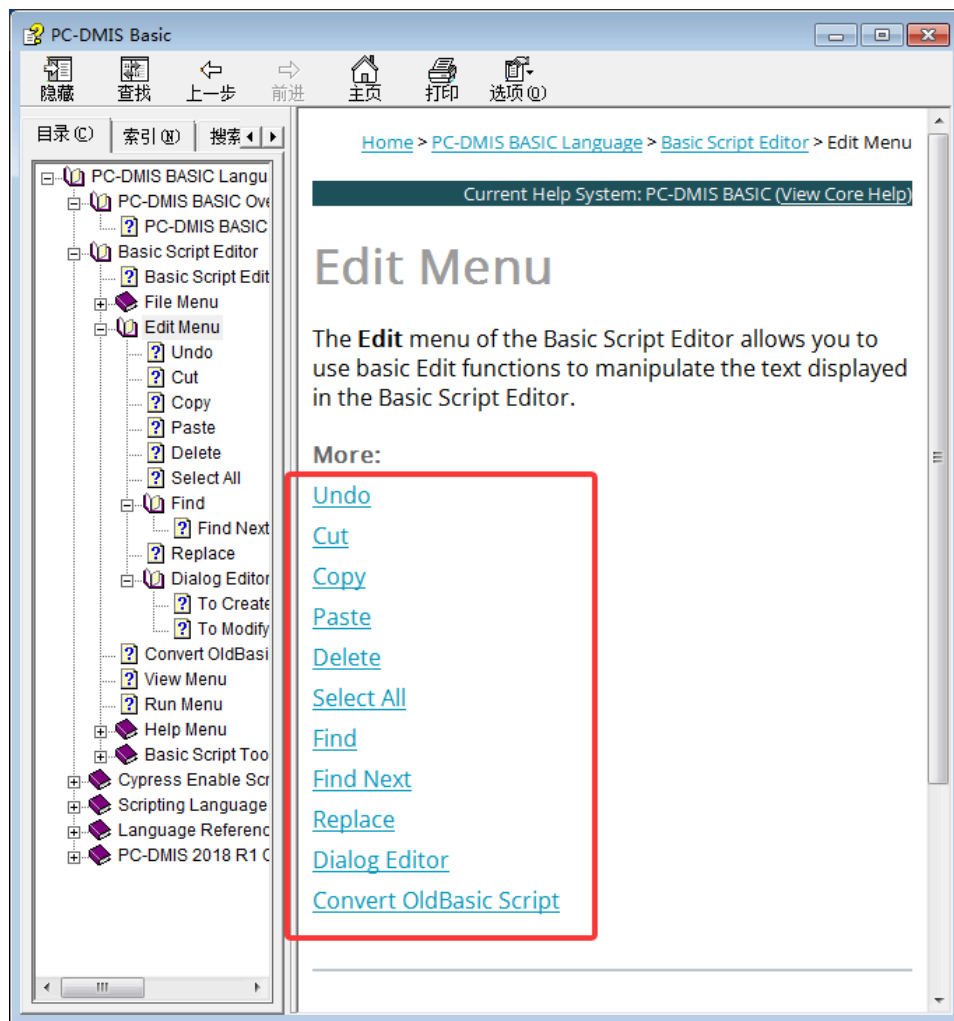 PC-DMIS Basic
隐藏 查找 上一步 前进 主页 打印 选项(O)
目录(C) 索引(N) 搜索
PC-DMIS BASIC Langu
PC-DMIS BASIC Ove
PC-DMIS BASIC
Basic Script Editor
Basic Script Edit
File Menu
Edit Menu
Undo
Cut
Copy
Paste
Delete
Select All
Find
Find Next
Replace
Dialog Editor
To Create
To Modify
Convert OldBasi
View Menu
Run Menu
Help Menu
Basic Script Too
Cypress Enable Scr
Scripting Language
Language Referenc
PC-DMIS 2018 R1 C
Home > PC-DMIS BASIC Language > Basic Script Editor > Edit Menu
Current Help System: PC-DMIS BASIC (View Core Help)
Edit Menu
The Edit menu of the Basic Script Editor allows you to
use basic Edit functions to manipulate the text displayed
in the Basic Script Editor.
More:
Undo
Cut
Copy
Paste
Delete
Select All
Find
Find Next
Replace
Dialog Editor
Convert OldBasic Script